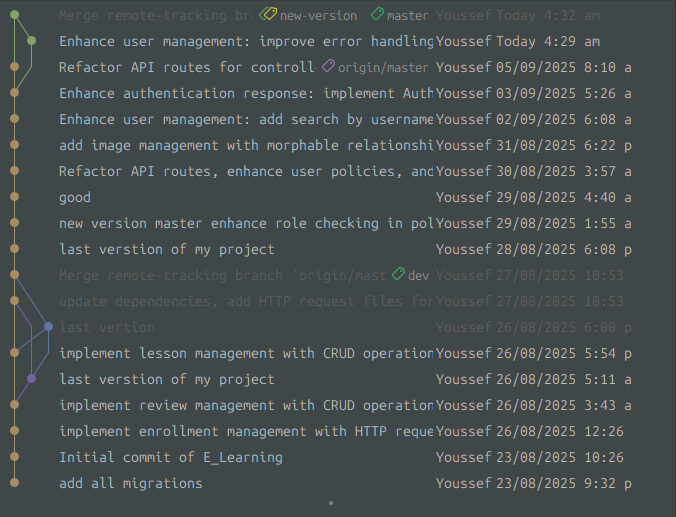 Merge remote-tracking bra new-version master Youssef Today 4:32 am
Enhance user management: improve error handling Youssef Today 4:29 am
Refactor API routes for controll origin/master Youssef 05/09/2025 8:10 a
Enhance authentication response: implement Auth Youssef 03/09/2025 5:26 a
Enhance user management: add search by username Youssef 02/09/2025 6:08 a
add image management with morphable relationshi Youssef 31/08/2025 6:22 p
Refactor API routes, enhance user policies, and Youssef 30/08/2025 3:57 a
good Youssef 29/08/2025 4:40 a
new version master enhance role checking in pol Youssef 29/08/2025 1:55 a
last verstion of my project Youssef 28/08/2025 6:08 p
Merge remote-tracking branch 'origin/mast dev Youssef 27/08/2025 10:53
update dependencies, add HTTP request files for Youssef 27/08/2025 10:53
last vertion Youssef 26/08/2025 6:00 p
implement lesson management with CRUD operation Youssef 26/08/2025 5:54 p
last verstion of my project Youssef 26/08/2025 5:11 a
implement review management with CRUD operation Youssef 26/08/2025 3:43 a
implement enrollment management with HTTP reque Youssef 26/08/2025 12:26
Initial commit of E_Learning Youssef 23/08/2025 10:26
add all migrations Youssef 23/08/2025 9:32 p